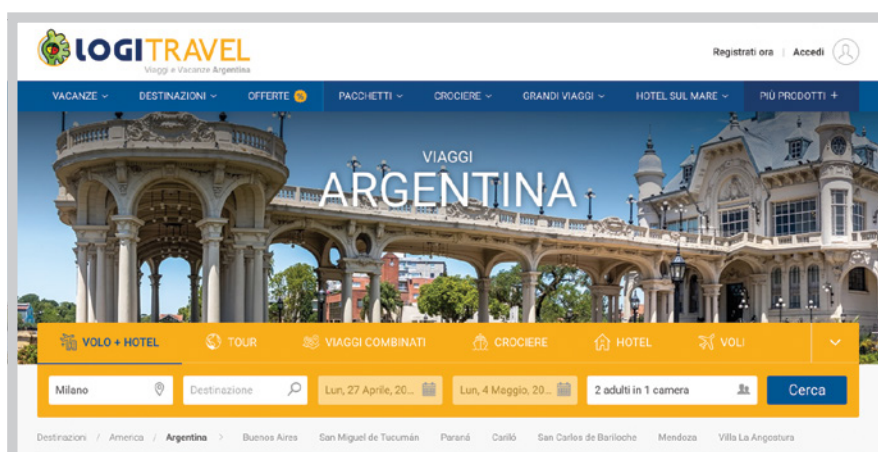 LOGITRAVEL
Viaggi e Vacanze Argentina
Registrati ora | Accedi
VACANZE DESTINAZIONI OFFERTE % PACCHETTI CROCIERE GRANDI VIAGGI HOTEL SUL MARE PIÙ PRODOTTI +
VIAGGI
ARGENTINA
VOLO + HOTEL TOUR VIAGGI COMBINATI CROCIERE HOTEL VOLI
Milano Destinazione Lun, 27 Aprile, 20... Lun, 4 Maggio, 20... 2 adulti in 1 camera Cerca
Destinazioni / America / Argentina > Buenos Aires San Miguel de Tucumán Paraná Cariló San Carlos de Bariloche Mendoza Villa La Angostura